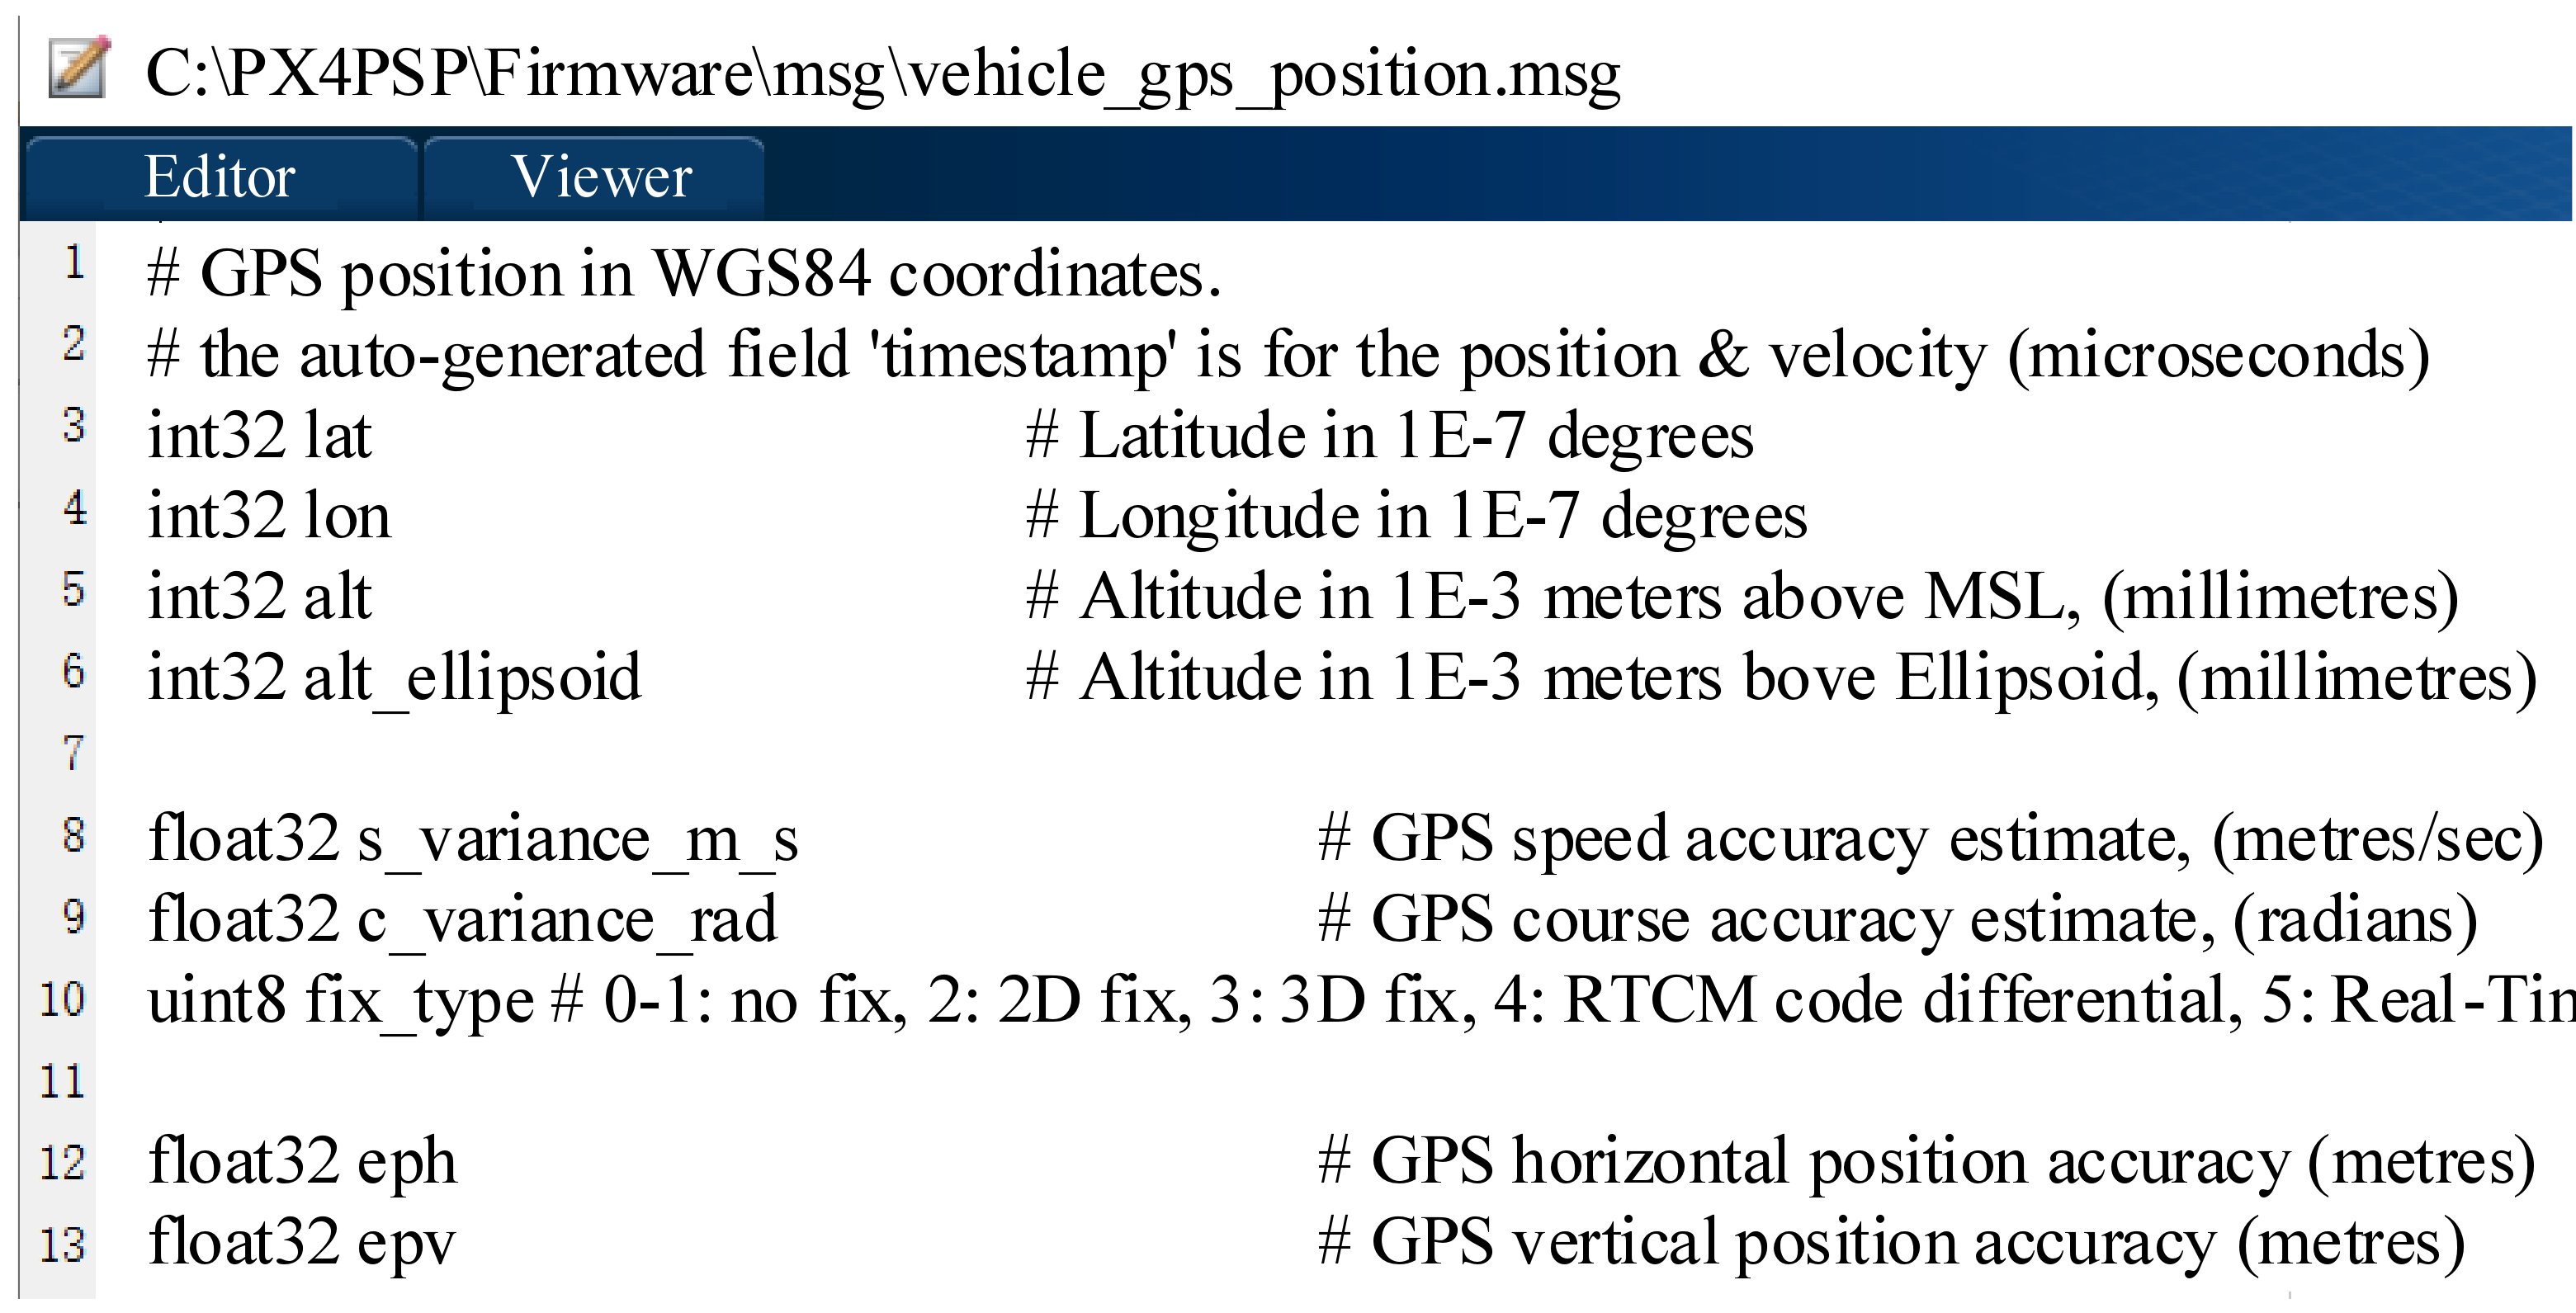 C:\PX4PSP\Firmware\msg\vehicle_gps_position.msg
Editor Viewer
1 # GPS position in WGS84 coordinates.
2 # the auto-generated field 'timestamp' is for the position & velocity (microseconds)
3 int32 lat # Latitude in 1E-7 degrees
4 int32 lon # Longitude in 1E-7 degrees
5 int32 alt # Altitude in 1E-3 meters above MSL, (millimetres)
6 int32 alt_ellipsoid # Altitude in 1E-3 meters bove Ellipsoid, (millimetres)
7
8 float32 s_variance_m_s # GPS speed accuracy estimate, (metres/sec)
9 float32 c_variance_rad # GPS course accuracy estimate, (radians)
10 uint8 fix_type # 0-1: no fix, 2: 2D fix, 3: 3D fix, 4: RTCM code differential, 5: Real-
11
12 float32 eph # GPS horizontal position accuracy (metres)
13 float32 epv # GPS vertical position accuracy (metres)